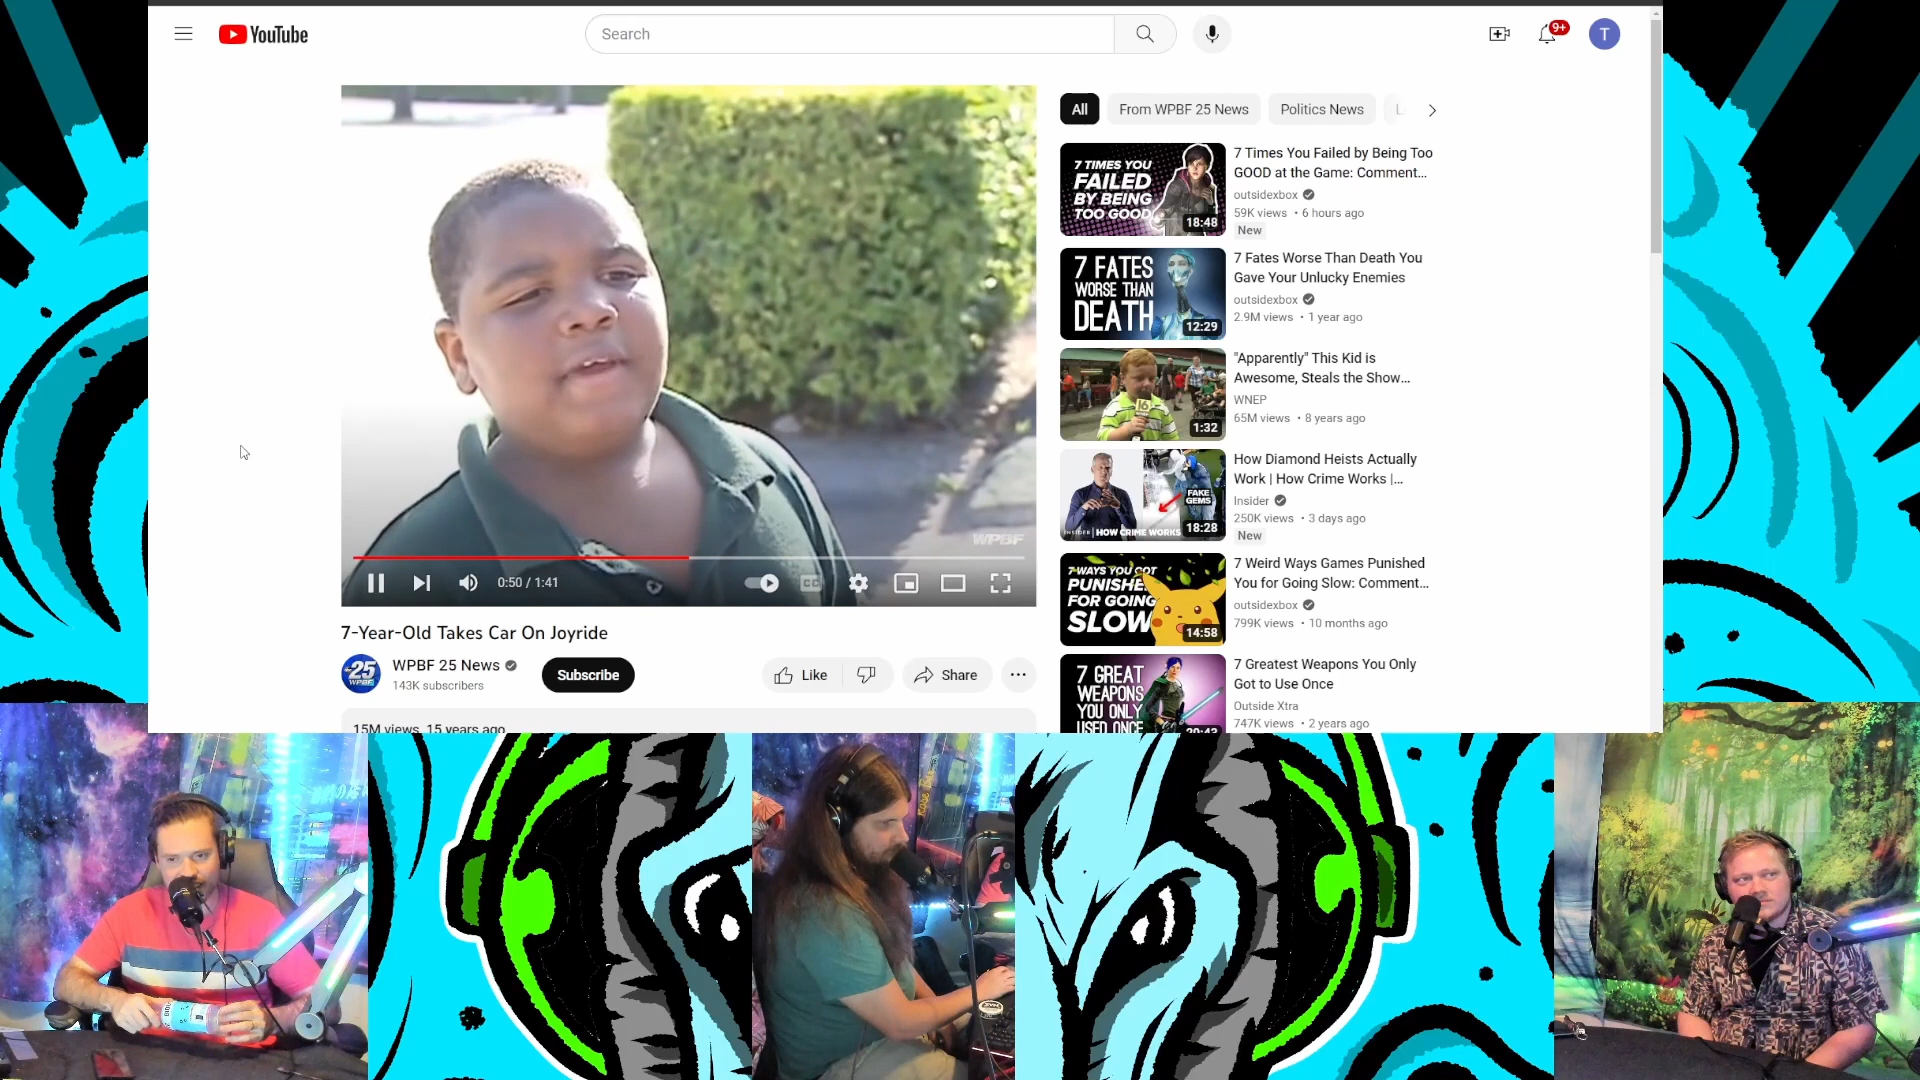 YouTube
Search
9+
T
All
From WPBF 25 News
Politics News
7 TIMES YOU
FAILED
BY BEING
TOO GOOD
18:48
7 Times You Failed by Being Too
GOOD at the Game: Comment...
outsidexbox
59K views • 6 hours ago
New
7 FATES
WORSE THAN
DEATH
12:29
7 Fates Worse Than Death You
Gave Your Unlucky Enemies
outsidexbox
2.9M views • 1 year ago
16
1:32
"Apparently" This Kid is
Awesome, Steals the Show...
WNEP
65M views • 8 years ago
FAKE
GEMS
INSIDER | HOW CRIME WORKS
18:28
How Diamond Heists Actually
Work | How Crime Works |...
Insider
250K views • 3 days ago
New
7 WAYS YOU GOT
PUNISHE
FOR GOING
SLOW
14:58
7 Weird Ways Games Punished
You for Going Slow: Comment...
outsidexbox
799K views • 10 months ago
7 GREAT
WEAPONS
YOU ONLY
USED ONCE
20:43
7 Greatest Weapons You Only
Got to Use Once
Outside Xtra
747K views • 2 years ago
WPBF
0:50 / 1:41
CC
7-Year-Old Takes Car On Joyride
25
WPBF
WPBF 25 News
143K subscribers
Subscribe
Like
Share
15M views 15 years ago